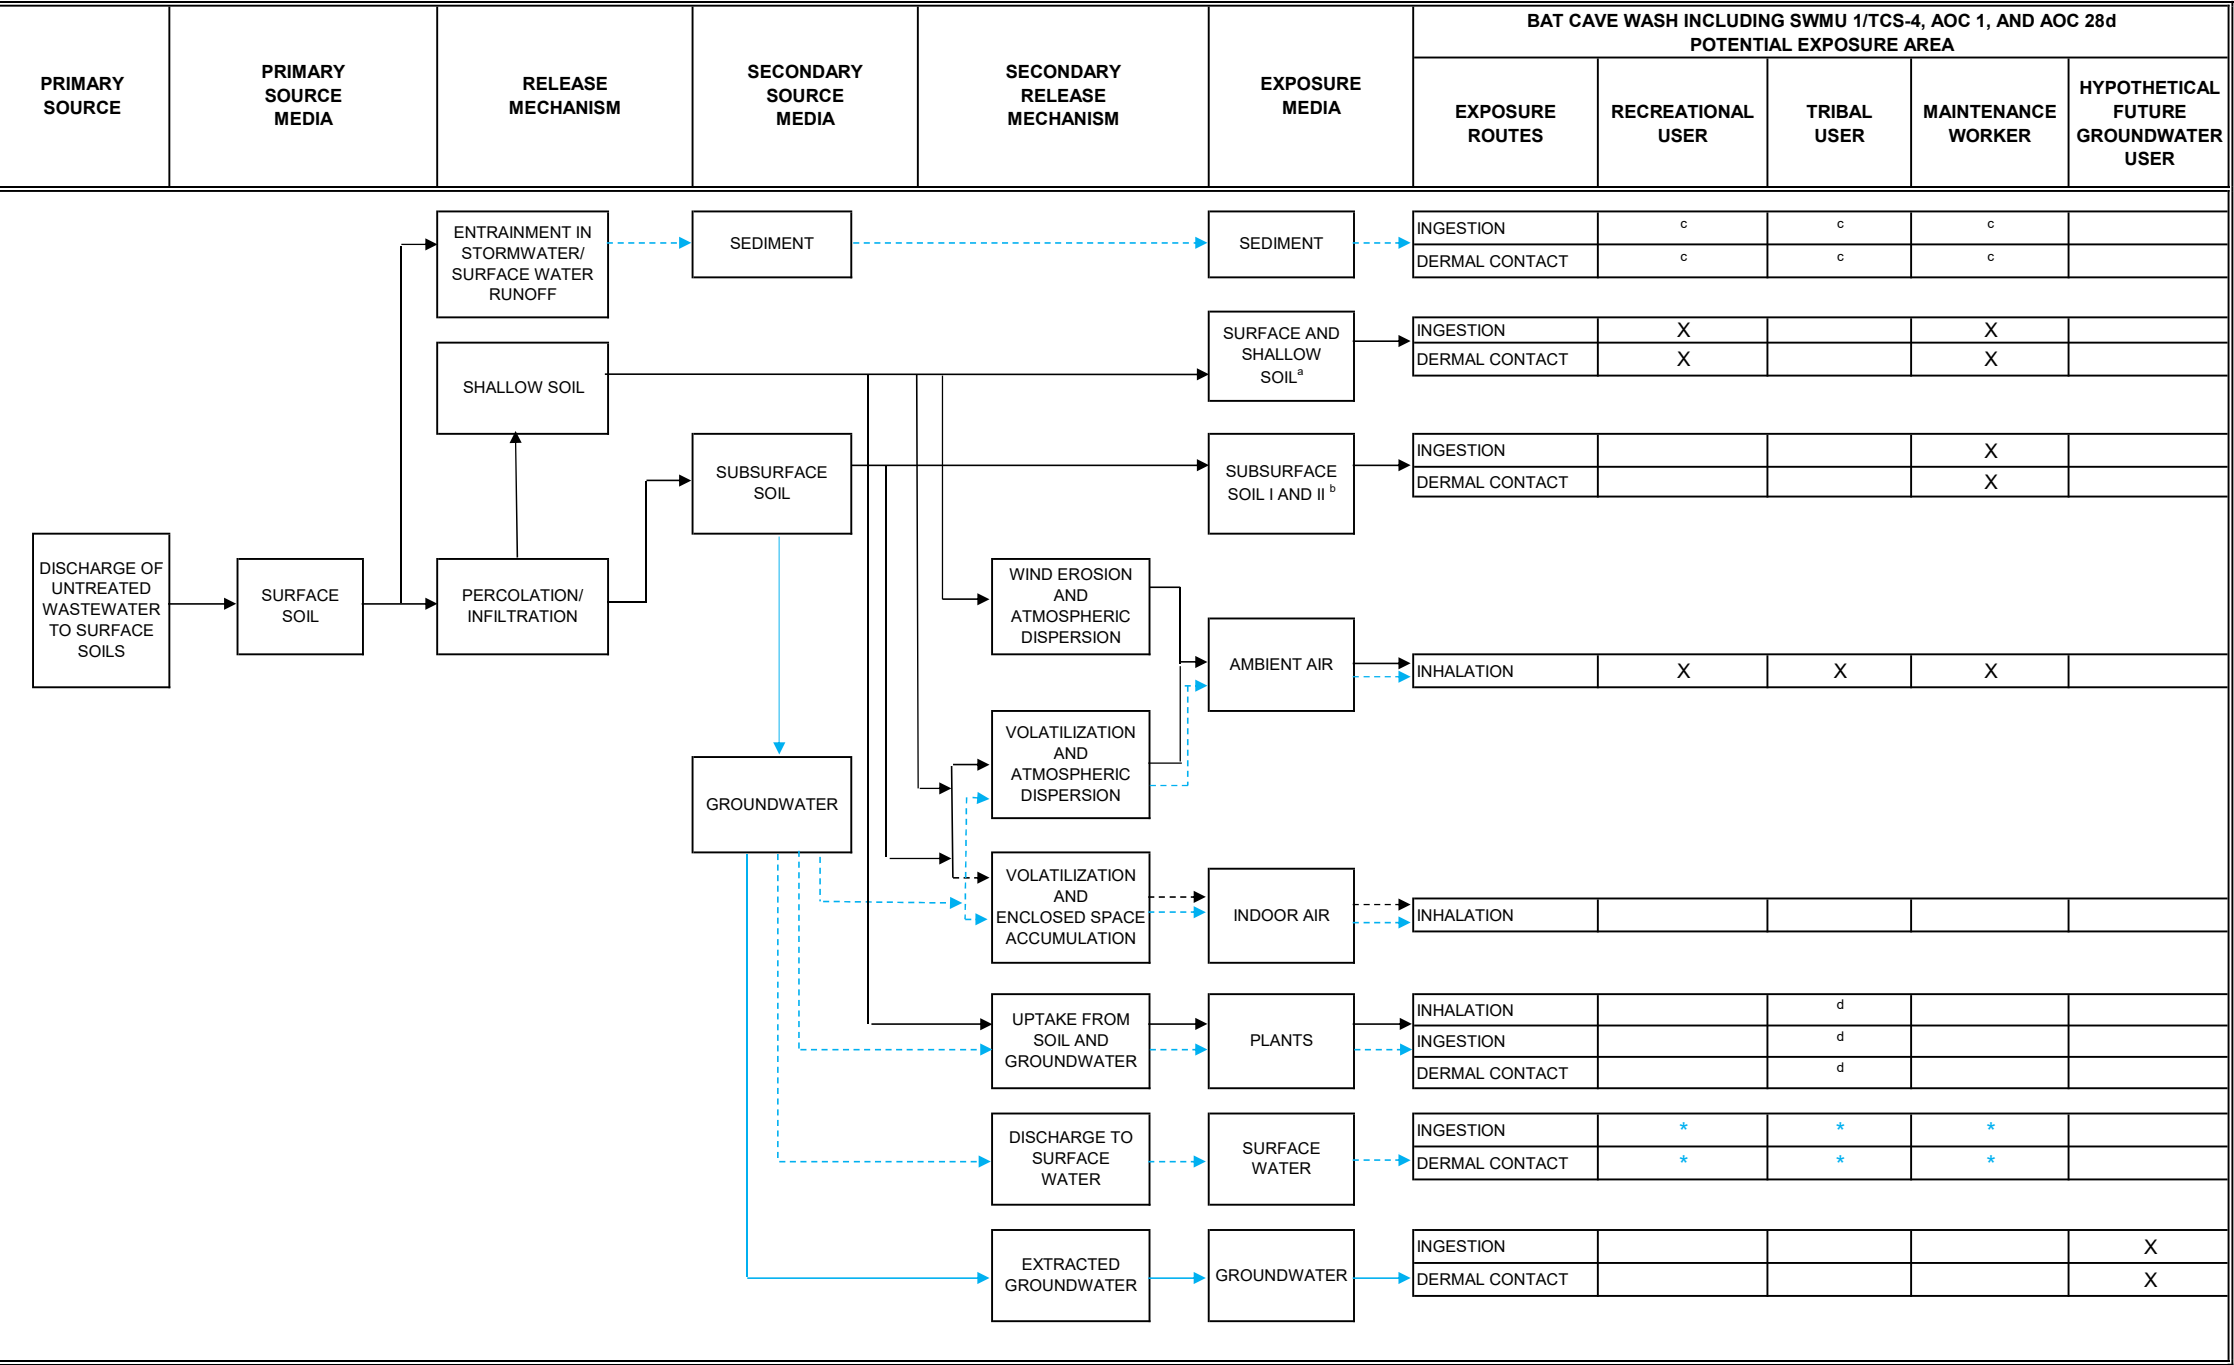 BAT CAVE WASH INCLUDING SWMU 1/TCS-4, AOC 1, AND AOC 28d
POTENTIAL EXPOSURE AREA
PRIMARY
SOURCE
PRIMARY
SOURCE
MEDIA
RELEASE
MECHANISM
SECONDARY
SOURCE
MEDIA
SECONDARY
RELEASE
MECHANISM
EXPOSURE
MEDIA
EXPOSURE
ROUTES
RECREATIONAL
USER
TRIBAL
USER
MAINTENANCE
WORKER
HYPOTHETICAL
FUTURE
GROUNDWATER
USER
ENTRAINMENT IN
STORMWATER/
SURFACE WATER
RUNOFF
SEDIMENT
SEDIMENT
INGESTION c c c
DERMAL CONTACT c c c
SHALLOW SOIL
SURFACE AND
SHALLOW
SOILa
INGESTION X X
DERMAL CONTACT X X
SUBSURFACE
SOIL
SUBSURFACE
SOIL I AND II b
INGESTION X
DERMAL CONTACT X
DISCHARGE OF
UNTREATED
WASTEWATER
TO SURFACE
SOILS
SURFACE
SOIL
PERCOLATION/
INFILTRATION
WIND EROSION
AND
ATMOSPHERIC
DISPERSION
AMBIENT AIR
INHALATION X X X
VOLATILIZATION
AND
ATMOSPHERIC
DISPERSION
GROUNDWATER
VOLATILIZATION
AND
ENCLOSED SPACE
ACCUMULATION
INDOOR AIR
INHALATION
UPTAKE FROM
SOIL AND
GROUNDWATER
PLANTS
INHALATION d
INGESTION d
DERMAL CONTACT d
DISCHARGE TO
SURFACE
WATER
SURFACE
WATER
INGESTION * * *
DERMAL CONTACT * * *
EXTRACTED
GROUNDWATER
GROUNDWATER
INGESTION X
DERMAL CONTACT X